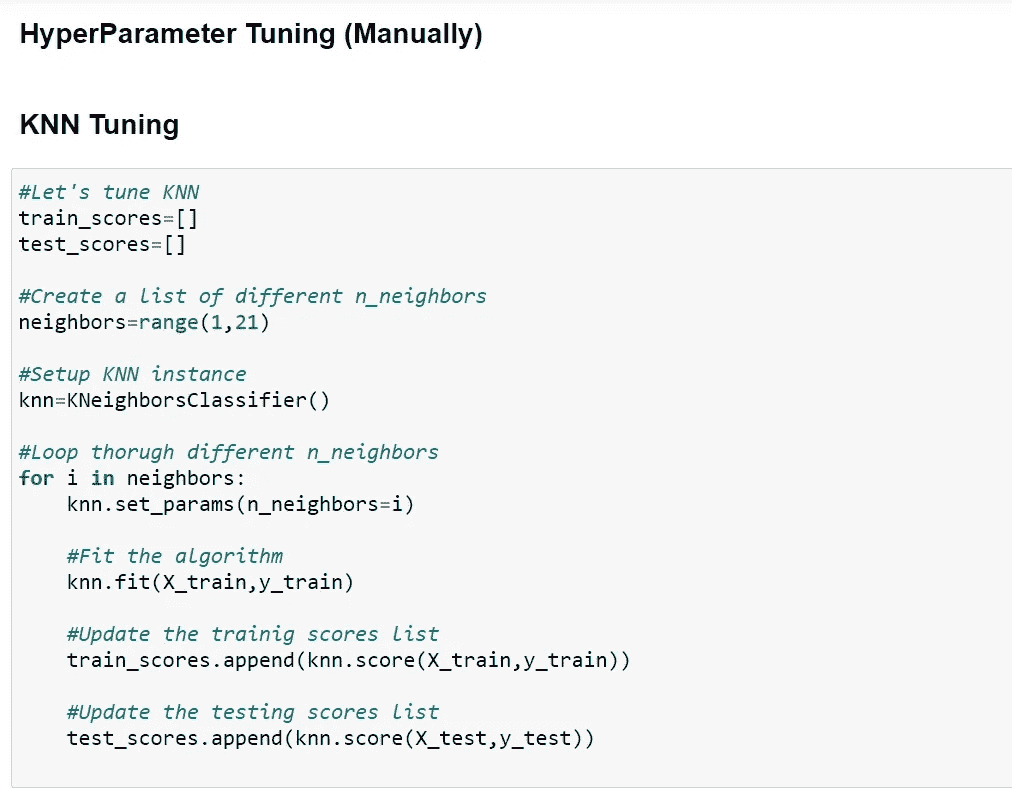 HyperParameter Tuning (Manually)
KNN Tuning
#Let's tune KNN
train_scores=[]
test_scores=[]
#Create a list of different n_neighbors
neighbors=range(1,21)
#Setup KNN instance
knn=KNeighborsClassifier()
#Loop thorugh different n_neighbors
for i in neighbors:
    knn.set_params(n_neighbors=i)
    #Fit the algorithm
    knn.fit(X_train,y_train)
    #Update the trainig scores list
    train_scores.append(knn.score(X_train,y_train))
    #Update the testing scores list
    test_scores.append(knn.score(X_test,y_test))